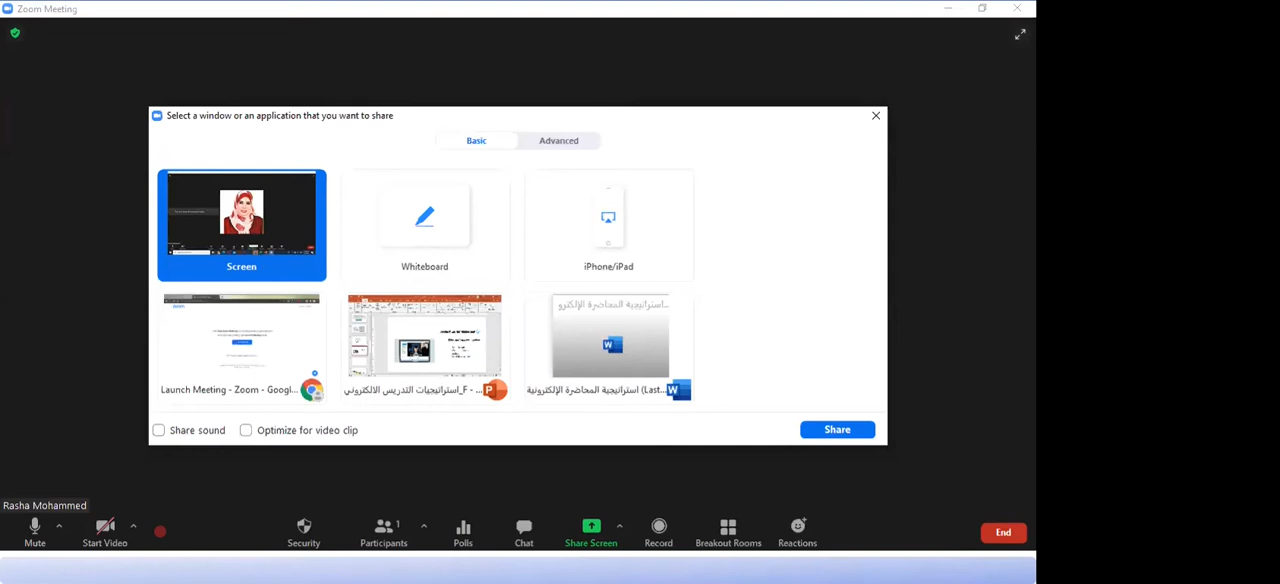 Zoom Meeting
Select a window or an application that you want to share
Basic
Advanced
Screen
Whiteboard
iPhone/iPad
Launch Meeting - Zoom - Googl...
استراتيجيات التدريس الالكتروني_F - ...
استراتيجية المحاضرة الإلكترو...
استراتيجية المحاضرة الإلكترونية (Last...
Share sound
Optimize for video clip
Share
Rasha Mohammed
Mute
Start Video
Security
1
Participants
Polls
Chat
Share Screen
Record
Breakout Rooms
Reactions
End